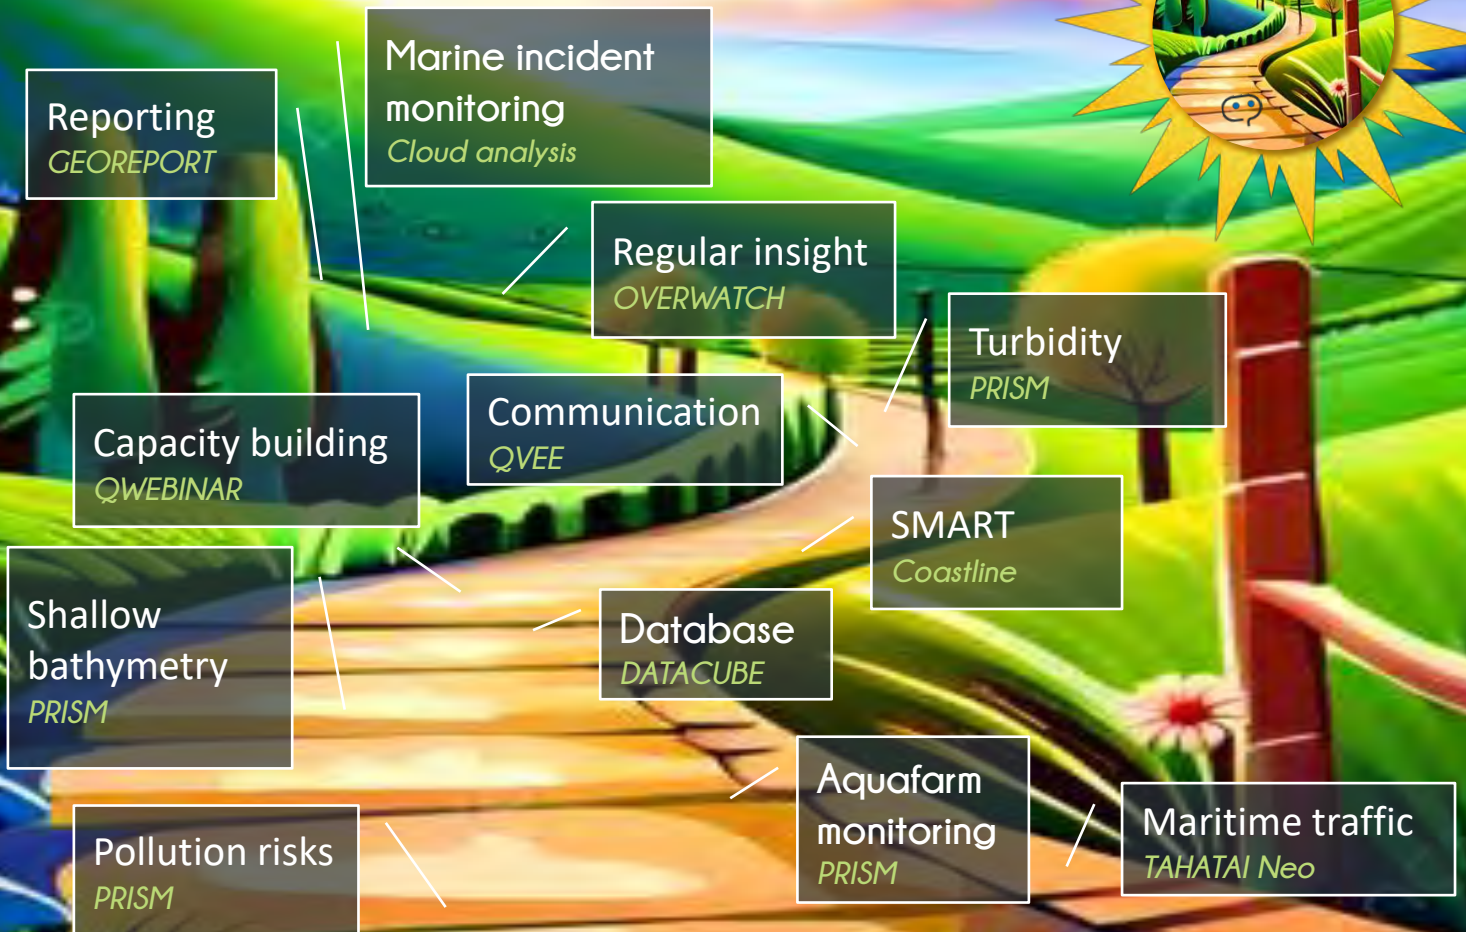 Marine incident
monitoring
Cloud analysis
Reporting
GEOREPORT
Regular insight
OVERWATCH
Turbidity
PRISM
Communication
QVEE
Capacity building
QWEBINAR
SMART
Coastline
Shallow
bathymetry
PRISM
Database
DATACUBE
Aquafarm
monitoring
PRISM
Maritime traffic
TAHATAI Neo
Pollution risks
PRISM